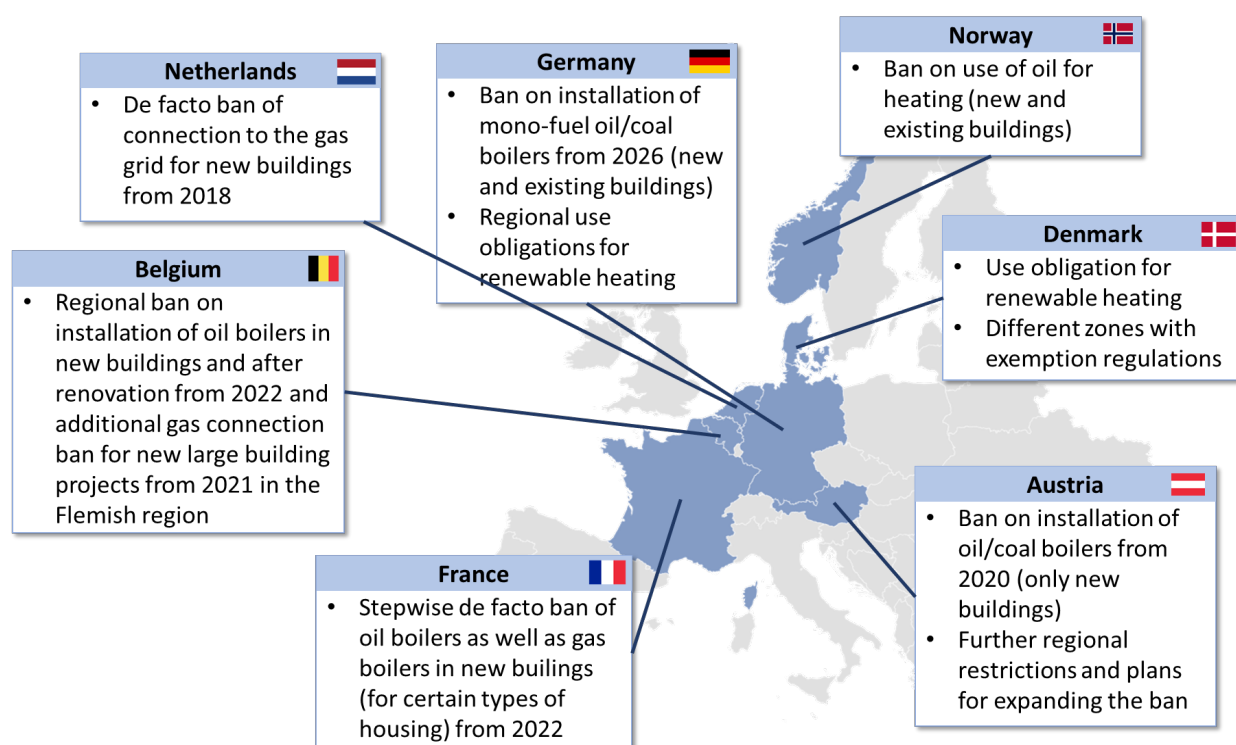 Netherlands
• De facto ban of
connection to the gas
grid for new buildings
from 2018
Germany
• Ban on installation of
mono-fuel oil/coal
boilers from 2026 (new
and existing buildings)
• Regional use
obligations for
renewable heating
Norway
• Ban on use of oil for
heating (new and
existing buildings)
Belgium
• Regional ban on
installation of oil boilers in
new buildings and after
renovation from 2022 and
additional gas connection
ban for new large building
projects from 2021 in the
Flemish region
Denmark
• Use obligation for
renewable heating
• Different zones with
exemption regulations
France
• Stepwise de facto ban of
oil boilers as well as gas
boilers in new builings
(for certain types of
housing) from 2022
Austria
• Ban on installation of
oil/coal boilers from
2020 (only new
buildings)
• Further regional
restrictions and plans
for expanding the ban